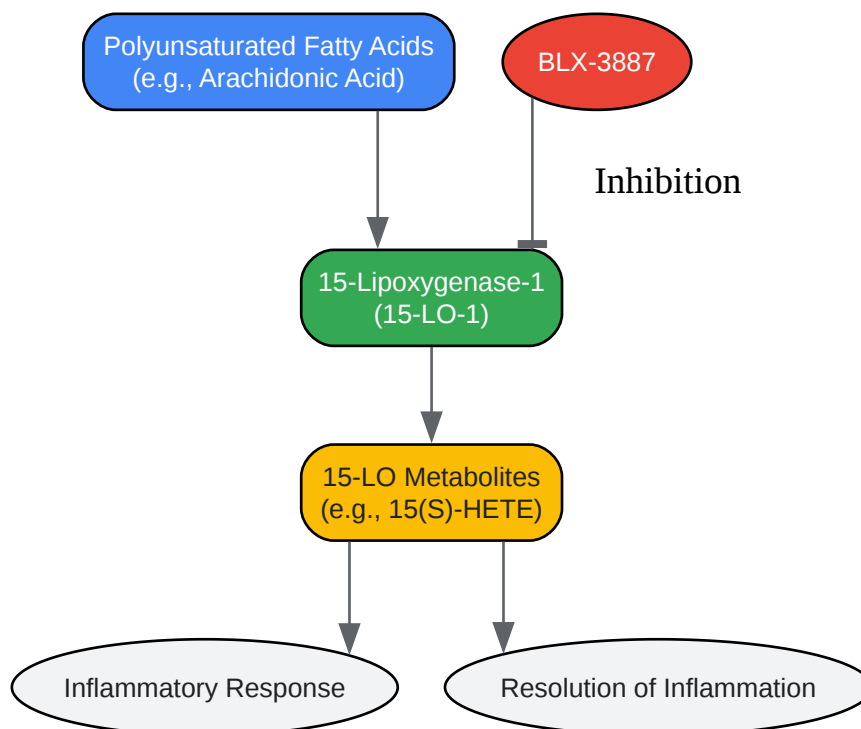 Polyunsaturated Fatty Acids
(e.g., Arachidonic Acid)
BLX-3887
Inhibition
15-Lipoxygenase-1
(15-LO-1)
15-LO Metabolites
(e.g., 15(S)-HETE)
Inflammatory Response
Resolution of Inflammation